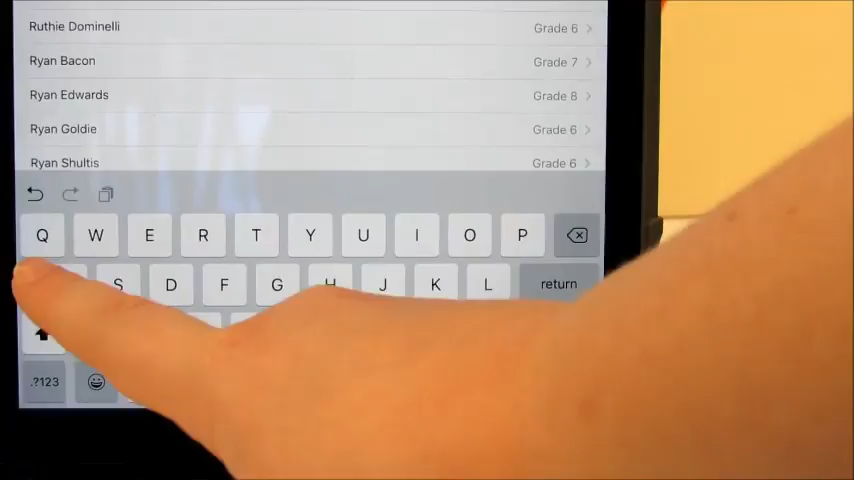 Ruthie Dominelli Grade 6
Ryan Bacon Grade 7
Ryan Edwards Grade 8
Ryan Goldie Grade 6
Ryan Shultis Grade 6
Q W E R T Y U I O P
S D F G H J K L return
.?123